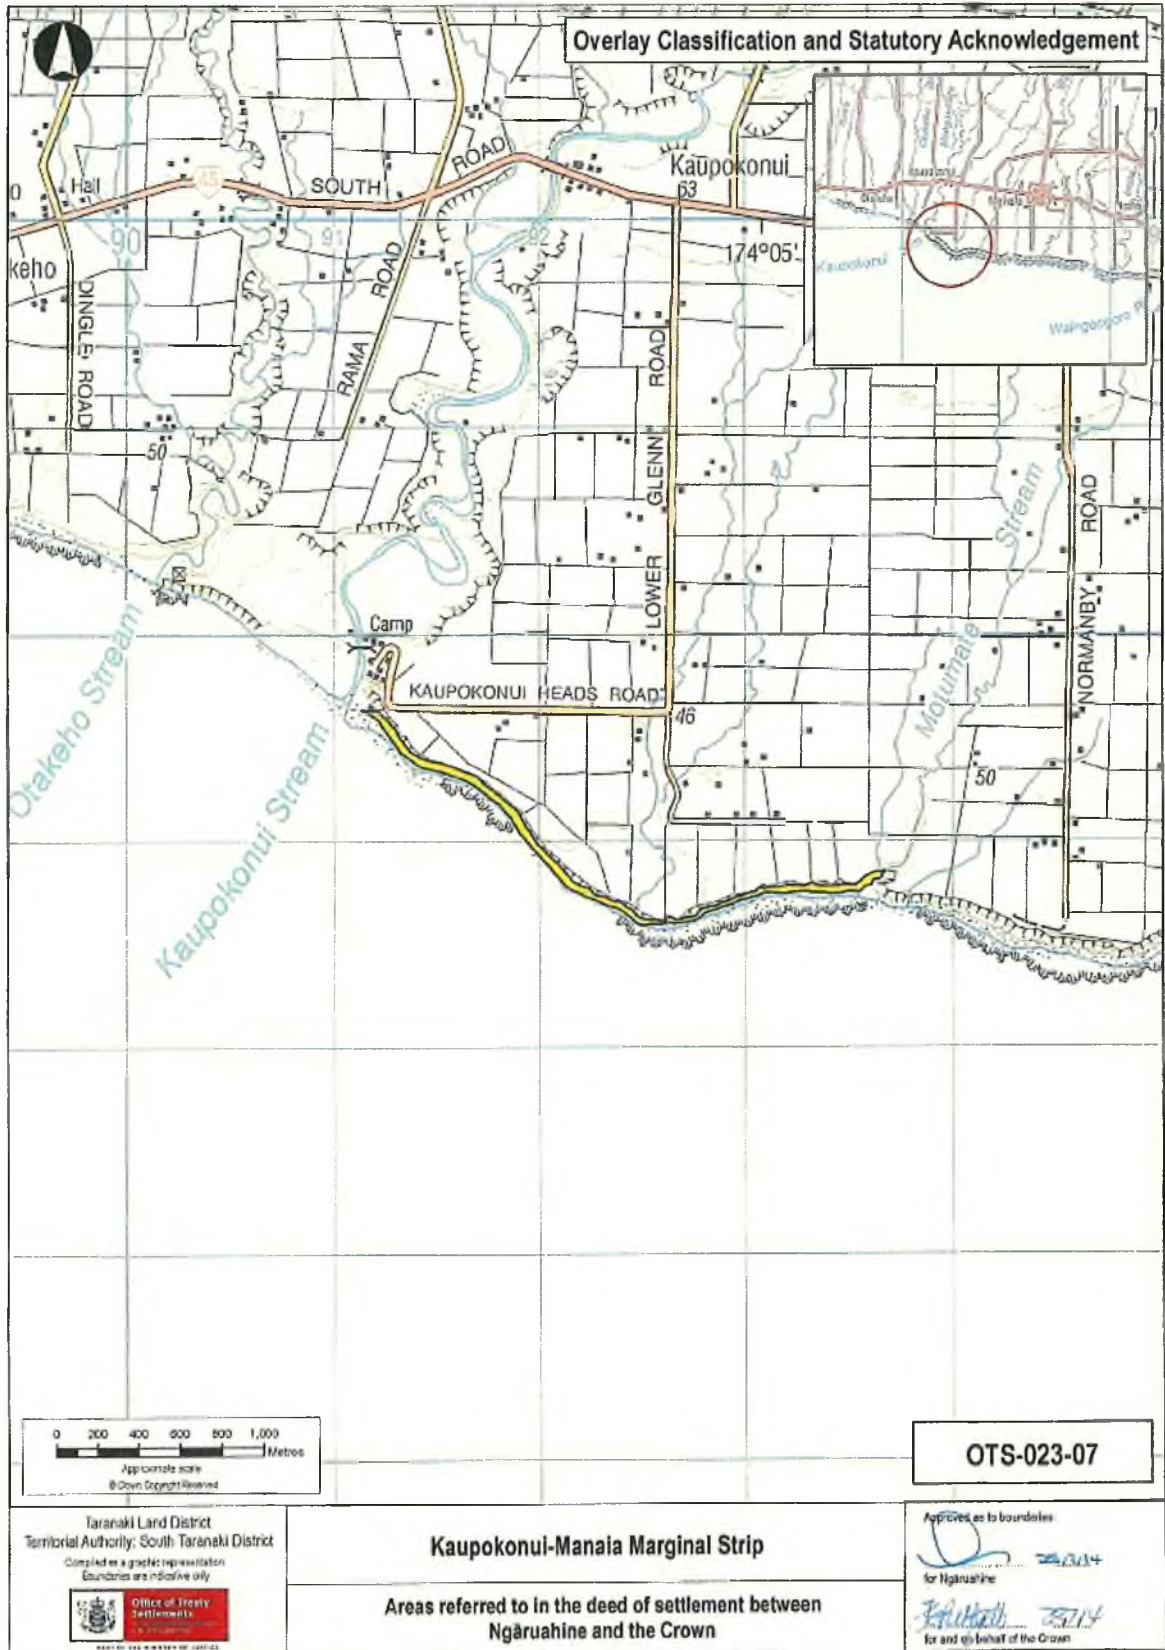 Overlay Classification and Statutory Acknowledgement
Kaupokonui
63
ROAD
SOUTH
45
Hall
o
90
91
92
174°05'
keho
DINGLE ROAD
RAMA ROAD
LOWER GLENN ROAD
NORMANBY ROAD
50
Otakeho Stream
Kaupokonui Stream
Motumate Stream
Camp
KAUPOKONUI HEADS ROAD
46
50
Kaupokonui
0 200 400 600 800 1,000
Metres
Approximate scale
© Crown Copyright Reserved
OTS-023-07
Taranaki Land District
Territorial Authority: South Taranaki District
Compiled as a graphic representation
Boundaries are indicative only
Office of Treaty
Settlements
Kaupokonui-Manaia Marginal Strip
Areas referred to in the deed of settlement between
Ngāruahine and the Crown
Approved as to boundaries
for Ngāruahine
for and on behalf of the Crown